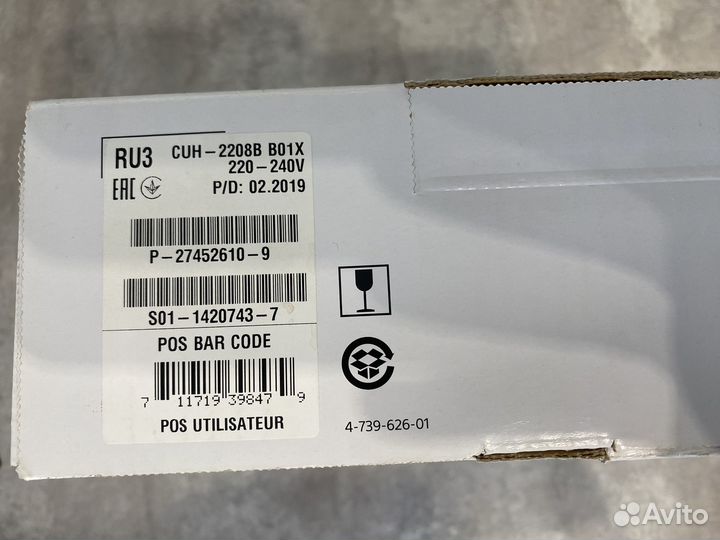 RU3
CUH-2208B B01X
220-240V
EAC
P/D: 02.2019
P-27452610-9
S01-1420743-7
POS BAR CODE
7 11719 39847 9
POS UTILISATEUR
4-739-626-01
Avito